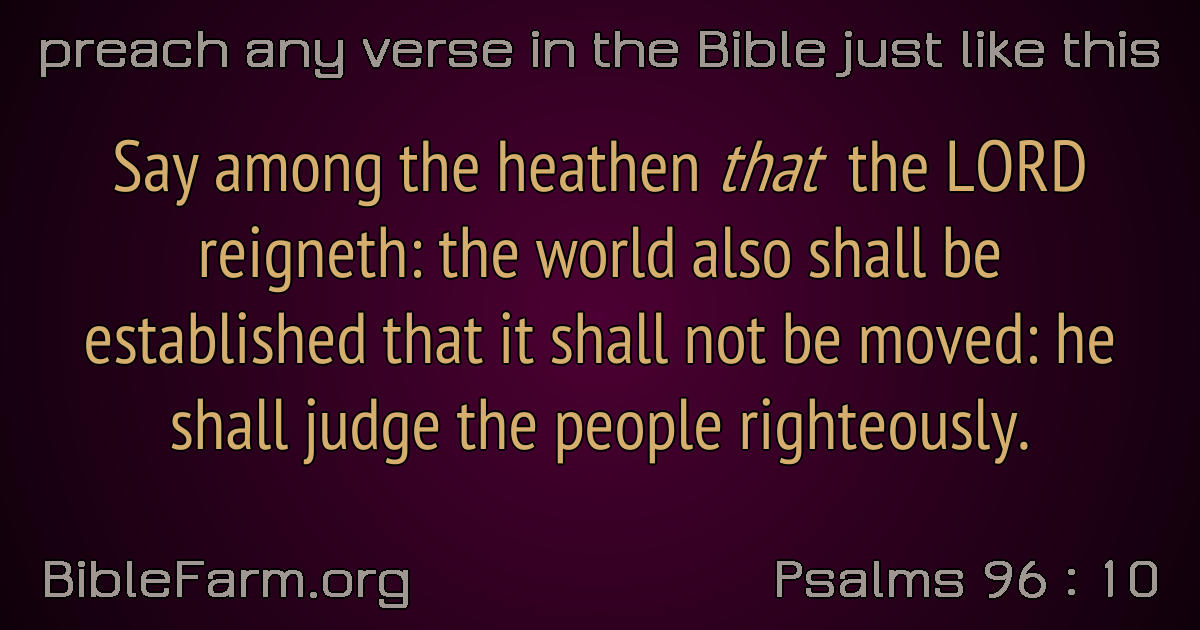 preach any verse in the Bible just like this
Say among the heathen that the LORD
reigneth: the world also shall be
established that it shall not be moved: he
shall judge the people righteously.
BibleFarm.org
Psalms 96 : 10